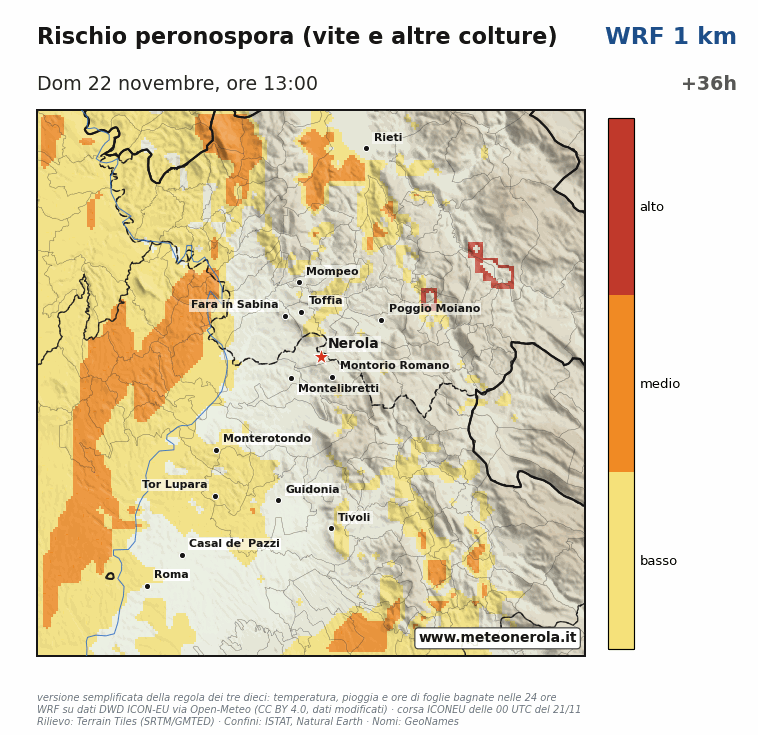 Rischio peronospora (vite e altre colture)
WRF 1 km
Dom 22 novembre, ore 13:00
+36h
Rieti
alto
Mompeo
Fara in Sabina
Toffia
Poggio Moiano
Nerola
Montorio Romano
medio
Montelibretti
Monterotondo
Tor Lupara
Guidonia
Tivoli
Casal de' Pazzi
basso
Roma
www.meteonerola.it
versione semplificata della regola dei tre dieci: temperatura, pioggia e ore di foglie bagnate nelle 24 ore
WRF su dati DWD ICON-EU via Open-Meteo (CC BY 4.0, dati modificati) · corsa ICONEU delle 00 UTC del 21/11
Rilievo: Terrain Tiles (SRTM/GMTED) · Confini: ISTAT, Natural Earth · Nomi: GeoNames